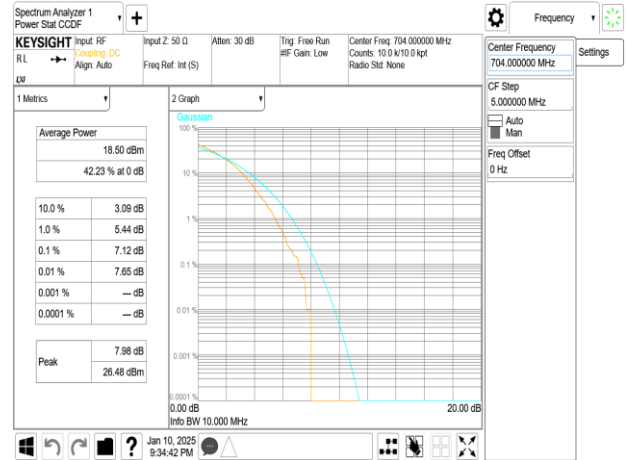 Spectrum Analyzer 1
Power Stat CCDF
Frequency
KEYSIGHT
RL
Input: RF
Coupling: DC
Align: Auto
Input Z: 50 Ω
Freq Ref: Int (S)
Atten: 30 dB
Trig: Free Run
#IF Gain: Low
Center Freq: 704.000000 MHz
Counts: 10.0 k/10.0 kpt
Radio Std: None
Center Frequency
704.000000 MHz
Settings
CF Step
5.000000 MHz
Auto
Man
Freq Offset
0 Hz
1 Metrics
Average Power
18.50 dBm
42.23 % at 0 dB
10.0 % 3.09 dB
1.0 % 5.44 dB
0.1 % 7.12 dB
0.01 % 7.65 dB
0.001 % --- dB
0.0001 % --- dB
Peak
7.98 dB
26.48 dBm
2 Graph
Gaussian
100 %
10 %
1 %
0.1 %
0.01 %
0.001 %
0.0001 %
0.00 dB 20.00 dB
Info BW 10.000 MHz
?
Jan 10, 2025
9:34:42 PM